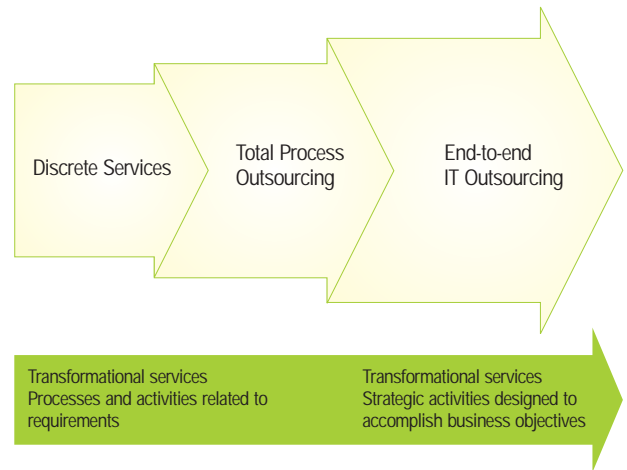 Discrete Services
Total Process
Outsourcing
End-to-end
IT Outsourcing
Transformational services
Processes and activities related to
requirements
Transformational services
Strategic activities designed to
accomplish business objectives